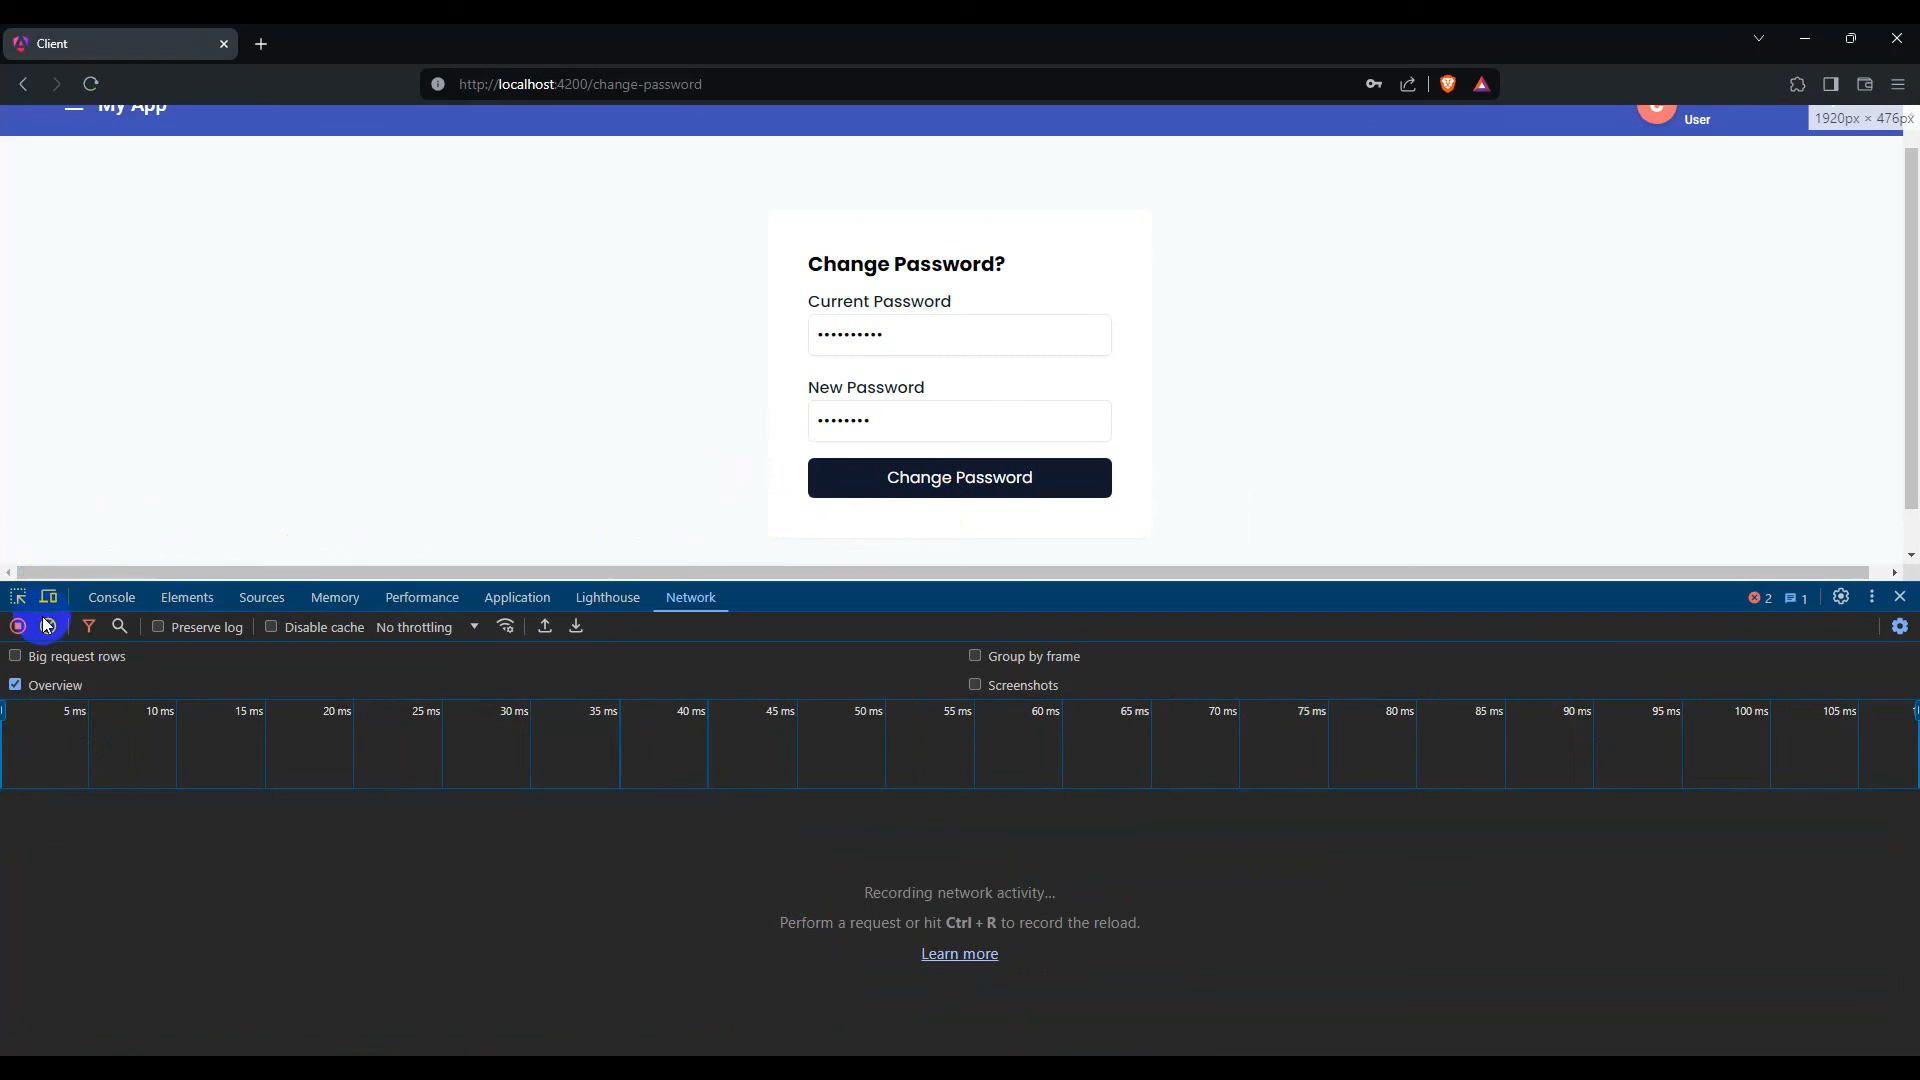 Client
http://localhost:4200/change-password
My App
User
1920px × 476px
Change Password?
Current Password
••••••••••
New Password
••••••••
Change Password
Console Elements Sources Memory Performance Application Lighthouse Network 2 1
Preserve log Disable cache No throttling
Big request rows Group by frame
Overview Screenshots
5 ms 10 ms 15 ms 20 ms 25 ms 30 ms 35 ms 40 ms 45 ms 50 ms 55 ms 60 ms 65 ms 70 ms 75 ms 80 ms 85 ms 90 ms 95 ms 100 ms 105 ms
Recording network activity...
Perform a request or hit Ctrl + R to record the reload.
Learn more